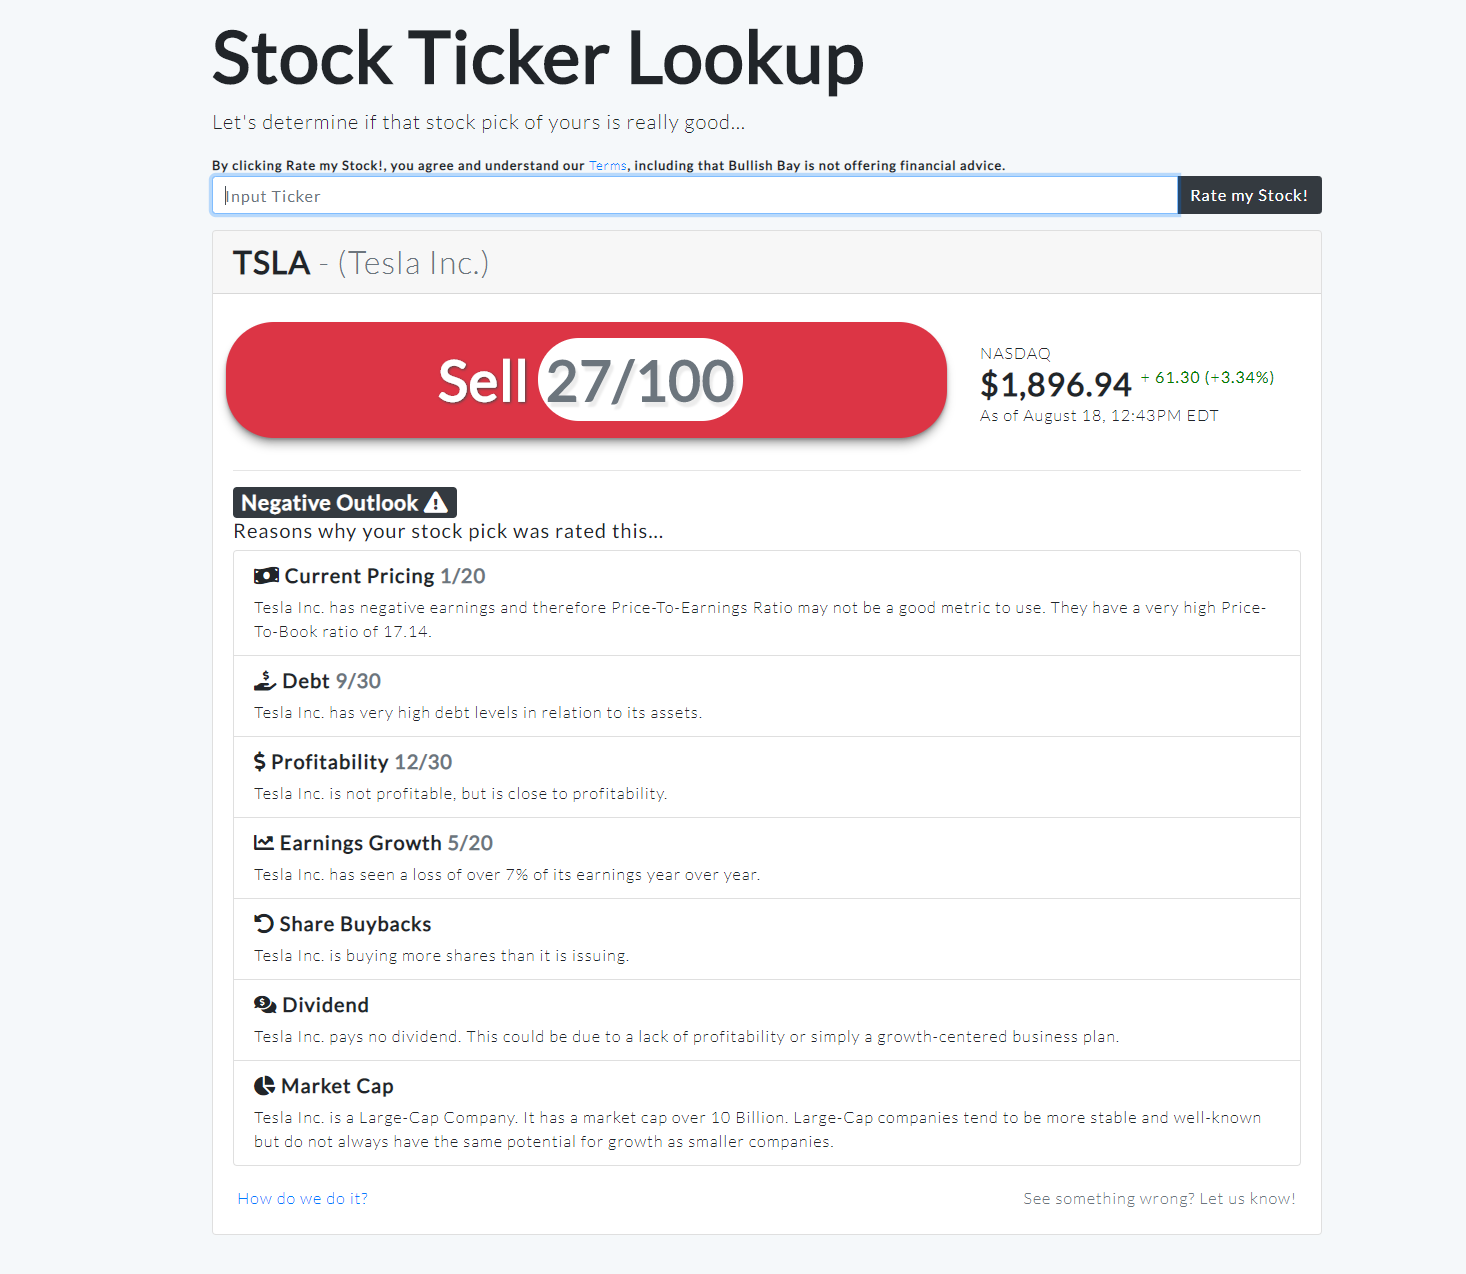 Stock Ticker Lookup
Let's determine if that stock pick of yours is really good...
By clicking Rate my Stock!, you agree and understand our Terms, including that Bullish Bay is not offering financial advice.
Input Ticker
Rate my Stock!
TSLA - (Tesla Inc.)
Sell 27/100
NASDAQ
$1,896.94 + 61.30 (+3.34%)
As of August 18, 12:43PM EDT
Negative Outlook
Reasons why your stock pick was rated this...
Current Pricing 1/20
Tesla Inc. has negative earnings and therefore Price-To-Earnings Ratio may not be a good metric to use. They have a very high Price-
To-Book ratio of 17.14.
Debt 9/30
Tesla Inc. has very high debt levels in relation to its assets.
Profitability 12/30
Tesla Inc. is not profitable, but is close to profitability.
Earnings Growth 5/20
Tesla Inc. has seen a loss of over 7% of its earnings year over year.
Share Buybacks
Tesla Inc. is buying more shares than it is issuing.
Dividend
Tesla Inc. pays no dividend. This could be due to a lack of profitability or simply a growth-centered business plan.
Market Cap
Tesla Inc. is a Large-Cap Company. It has a market cap over 10 Billion. Large-Cap companies tend to be more stable and well-known
but do not always have the same potential for growth as smaller companies.
How do we do it?
See something wrong? Let us know!